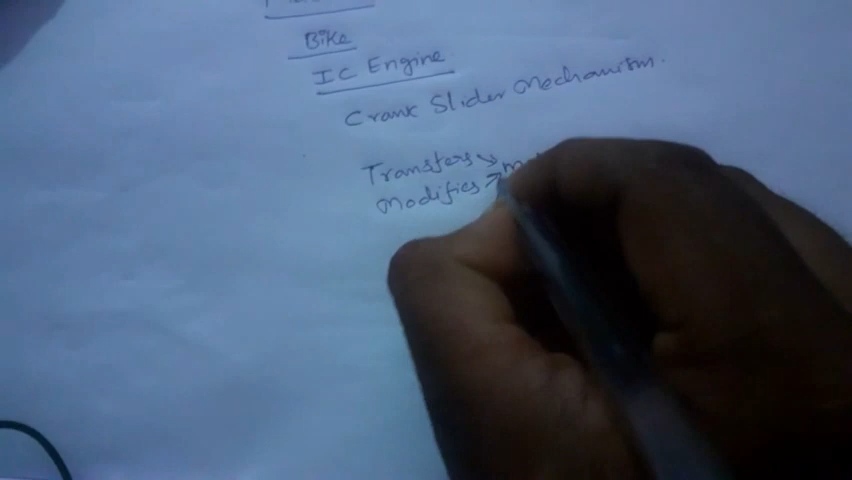 Bike
IC Engine
Crank Slider Mechanism.
Transfers
Modifies